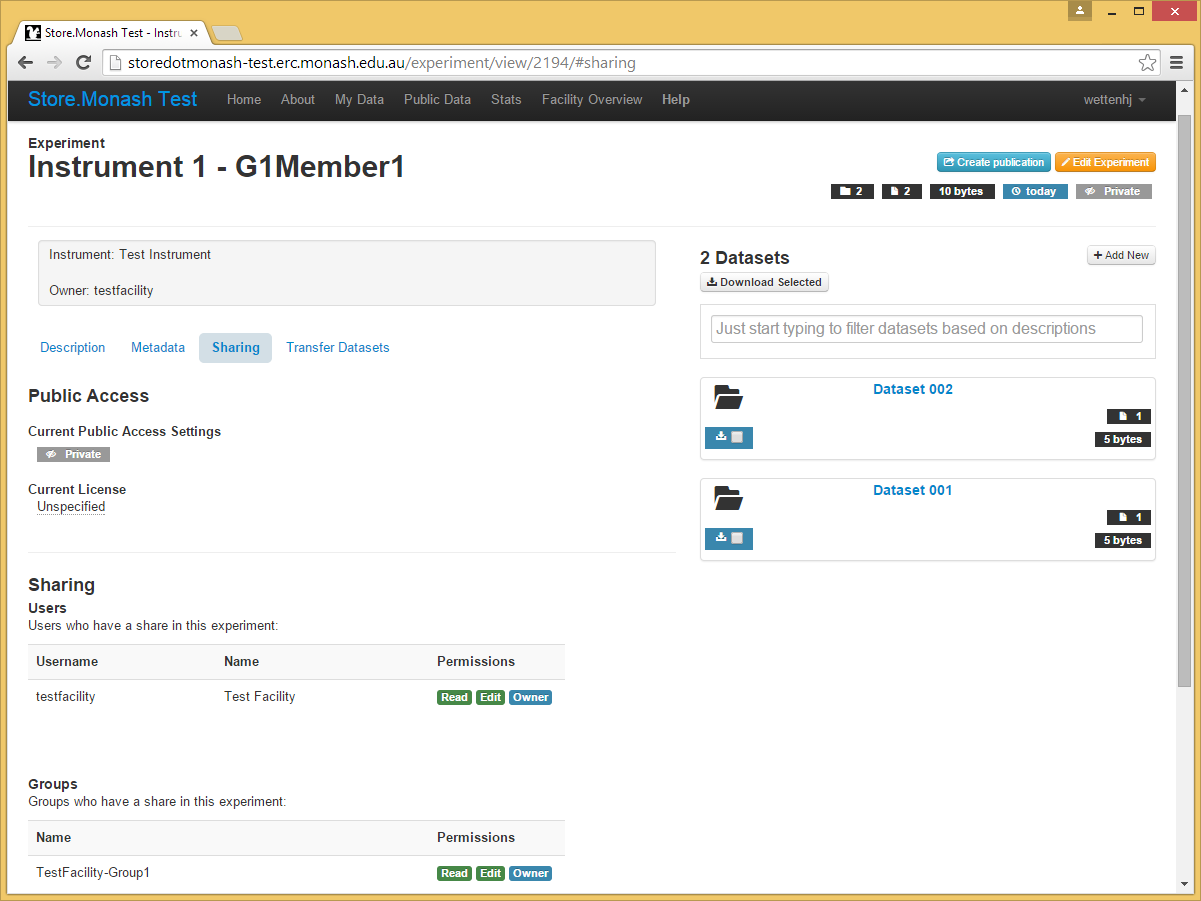 Store.Monash Test - Instru
storedotmonash-test.erc.monash.edu.au/experiment/view/2194/#sharing
Store.Monash Test Home About My Data Public Data Stats Facility Overview Help wettenhj
Experiment
Instrument 1 - G1Member1
Create publication Edit Experiment
2 2 10 bytes today Private
Instrument: Test Instrument
Owner: testfacility
Description Metadata Sharing Transfer Datasets
Public Access
Current Public Access Settings
Private
Current License
Unspecified
Sharing
Users
Users who have a share in this experiment:
Username Name Permissions
testfacility Test Facility Read Edit Owner
Groups
Groups who have a share in this experiment:
Name Permissions
TestFacility-Group1 Read Edit Owner
2 Datasets + Add New
Download Selected
Just start typing to filter datasets based on descriptions
Dataset 002
1
5 bytes
Dataset 001
1
5 bytes